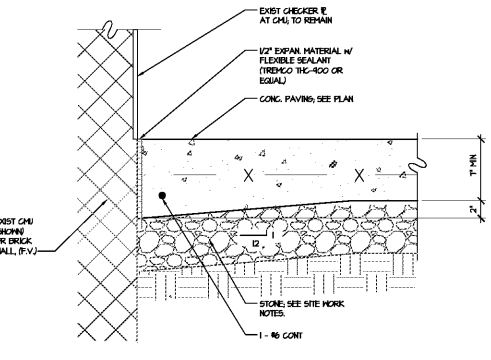 EXIST CHECKER PL
AT CMU, TO REMAIN
1/2" EXPAN. MATERIAL w/
FLEXIBLE SEALANT
(TREMCO THC-900 OR
EQUAL)
CONC. PAVING, SEE PLAN
7" MIN
2"
X X
EXIST CMU
SHOWN)
OR BRICK
WALL, (F.V.)
1
12
STONE, SEE SITE WORK
NOTES.
1 - #6 CONT